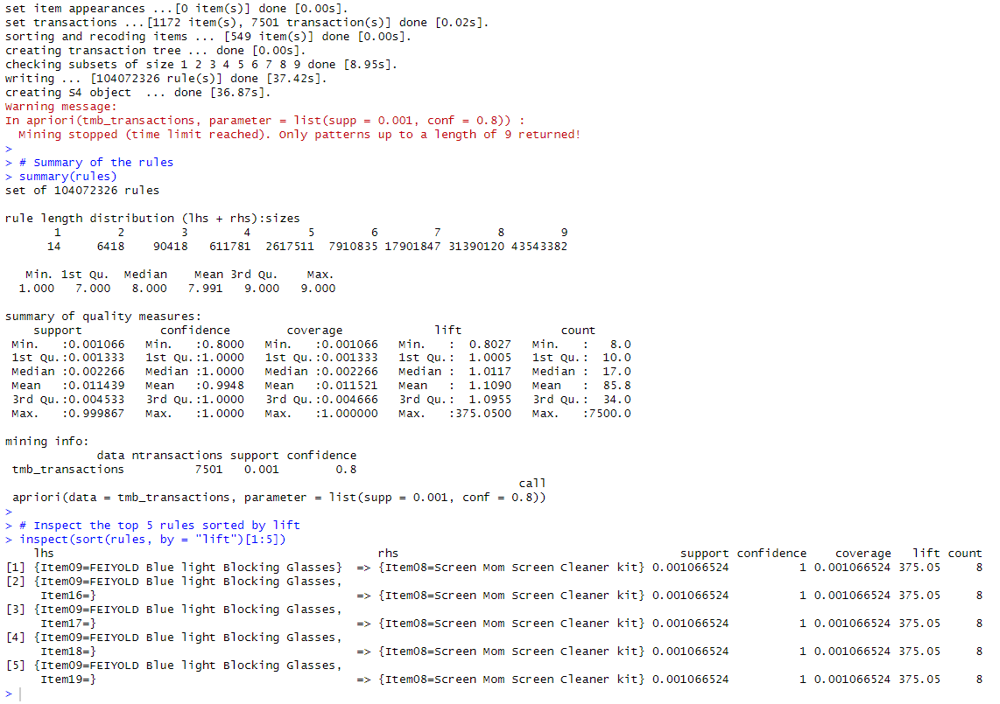 set item appearances ...[0 item(s)] done [0.00s].
set transactions ...[1172 item(s), 7501 transaction(s)] done [0.02s].
sorting and recoding items ... [549 item(s)] done [0.00s].
creating transaction tree ... done [0.00s].
checking subsets of size 1 2 3 4 5 6 7 8 9 done [8.95s].
writing ... [104072326 rule(s)] done [37.42s].
creating S4 object  ... done [36.87s].
Warning message:
In apriori(tmb_transactions, parameter = list(supp = 0.001, conf = 0.8)) :
  Mining stopped (time limit reached). Only patterns up to a length of 9 returned!
>
> # Summary of the rules
> summary(rules)
set of 104072326 rules

rule length distribution (lhs + rhs):sizes
       1        2        3        4        5        6        7        8        9
      14     6418    90418   611781  2617511  7910835 17901847 31390120 43543382

   Min. 1st Qu.  Median    Mean 3rd Qu.    Max.
  1.000   7.000   8.000   7.991   9.000   9.000

summary of quality measures:
    support           confidence        coverage             lift              count
 Min.   :0.001066   Min.   :0.8000   Min.   :0.001066   Min.   :  0.8027   Min.   :   8.0
 1st Qu.:0.001333   1st Qu.:1.0000   1st Qu.:0.001333   1st Qu.:  1.0005   1st Qu.:  10.0
 Median :0.002266   Median :1.0000   Median :0.002266   Median :  1.0117   Median :  17.0
 Mean   :0.011439   Mean   :0.9948   Mean   :0.011521   Mean   :  1.1090   Mean   :  85.8
 3rd Qu.:0.004533   3rd Qu.:1.0000   3rd Qu.:0.004666   3rd Qu.:  1.0955   3rd Qu.:  34.0
 Max.   :0.999867   Max.   :1.0000   Max.   :1.000000   Max.   :375.0500   Max.   :7500.0

mining info:
             data ntransactions support confidence
 tmb_transactions          7501   0.001        0.8
                                                                         call
 apriori(data = tmb_transactions, parameter = list(supp = 0.001, conf = 0.8))
>
> # Inspect the top 5 rules sorted by lift
> inspect(sort(rules, by = "lift")[1:5])
    lhs                                               rhs                                        support confidence    coverage   lift count
[1] {Item09=FEIYOLD Blue light Blocking Glasses}  => {Item08=Screen Mom Screen Cleaner kit} 0.001066524          1 0.001066524 375.05     8
[2] {Item09=FEIYOLD Blue light Blocking Glasses,
     Item16=}                                     => {Item08=Screen Mom Screen Cleaner kit} 0.001066524          1 0.001066524 375.05     8
[3] {Item09=FEIYOLD Blue light Blocking Glasses,
     Item17=}                                     => {Item08=Screen Mom Screen Cleaner kit} 0.001066524          1 0.001066524 375.05     8
[4] {Item09=FEIYOLD Blue light Blocking Glasses,
     Item18=}                                     => {Item08=Screen Mom Screen Cleaner kit} 0.001066524          1 0.001066524 375.05     8
[5] {Item09=FEIYOLD Blue light Blocking Glasses,
     Item19=}                                     => {Item08=Screen Mom Screen Cleaner kit} 0.001066524          1 0.001066524 375.05     8
>